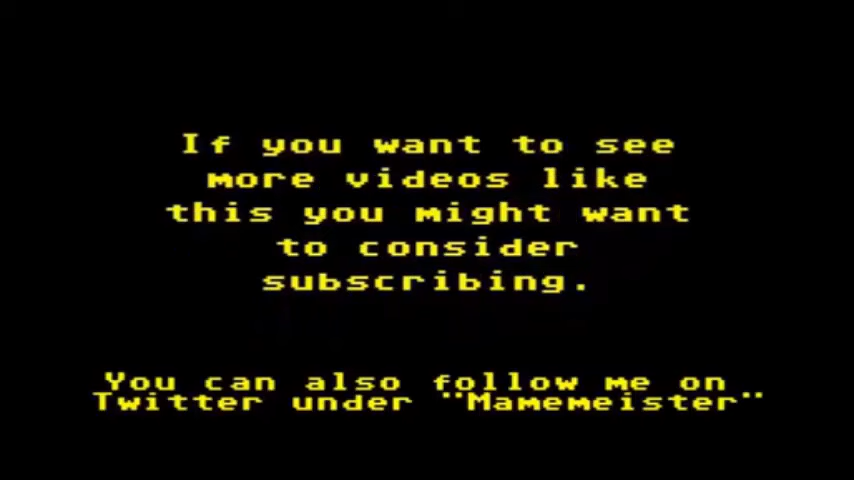 If you want to see
more videos like
this you might want
to consider
subscribing.
You can also follow me on
Twitter under "Mamemeister"